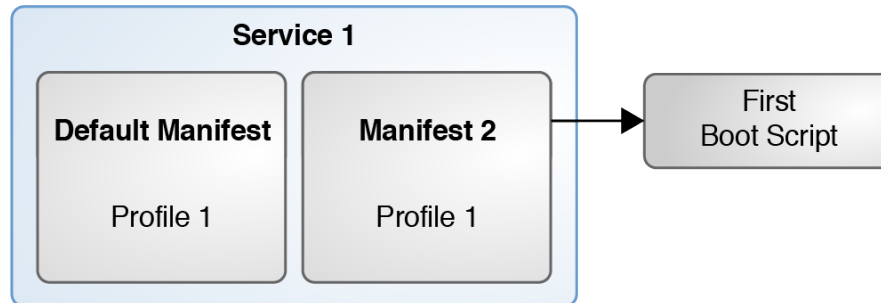 Service 1
Default Manifest
Profile 1
Manifest 2
Profile 1
First
Boot Script